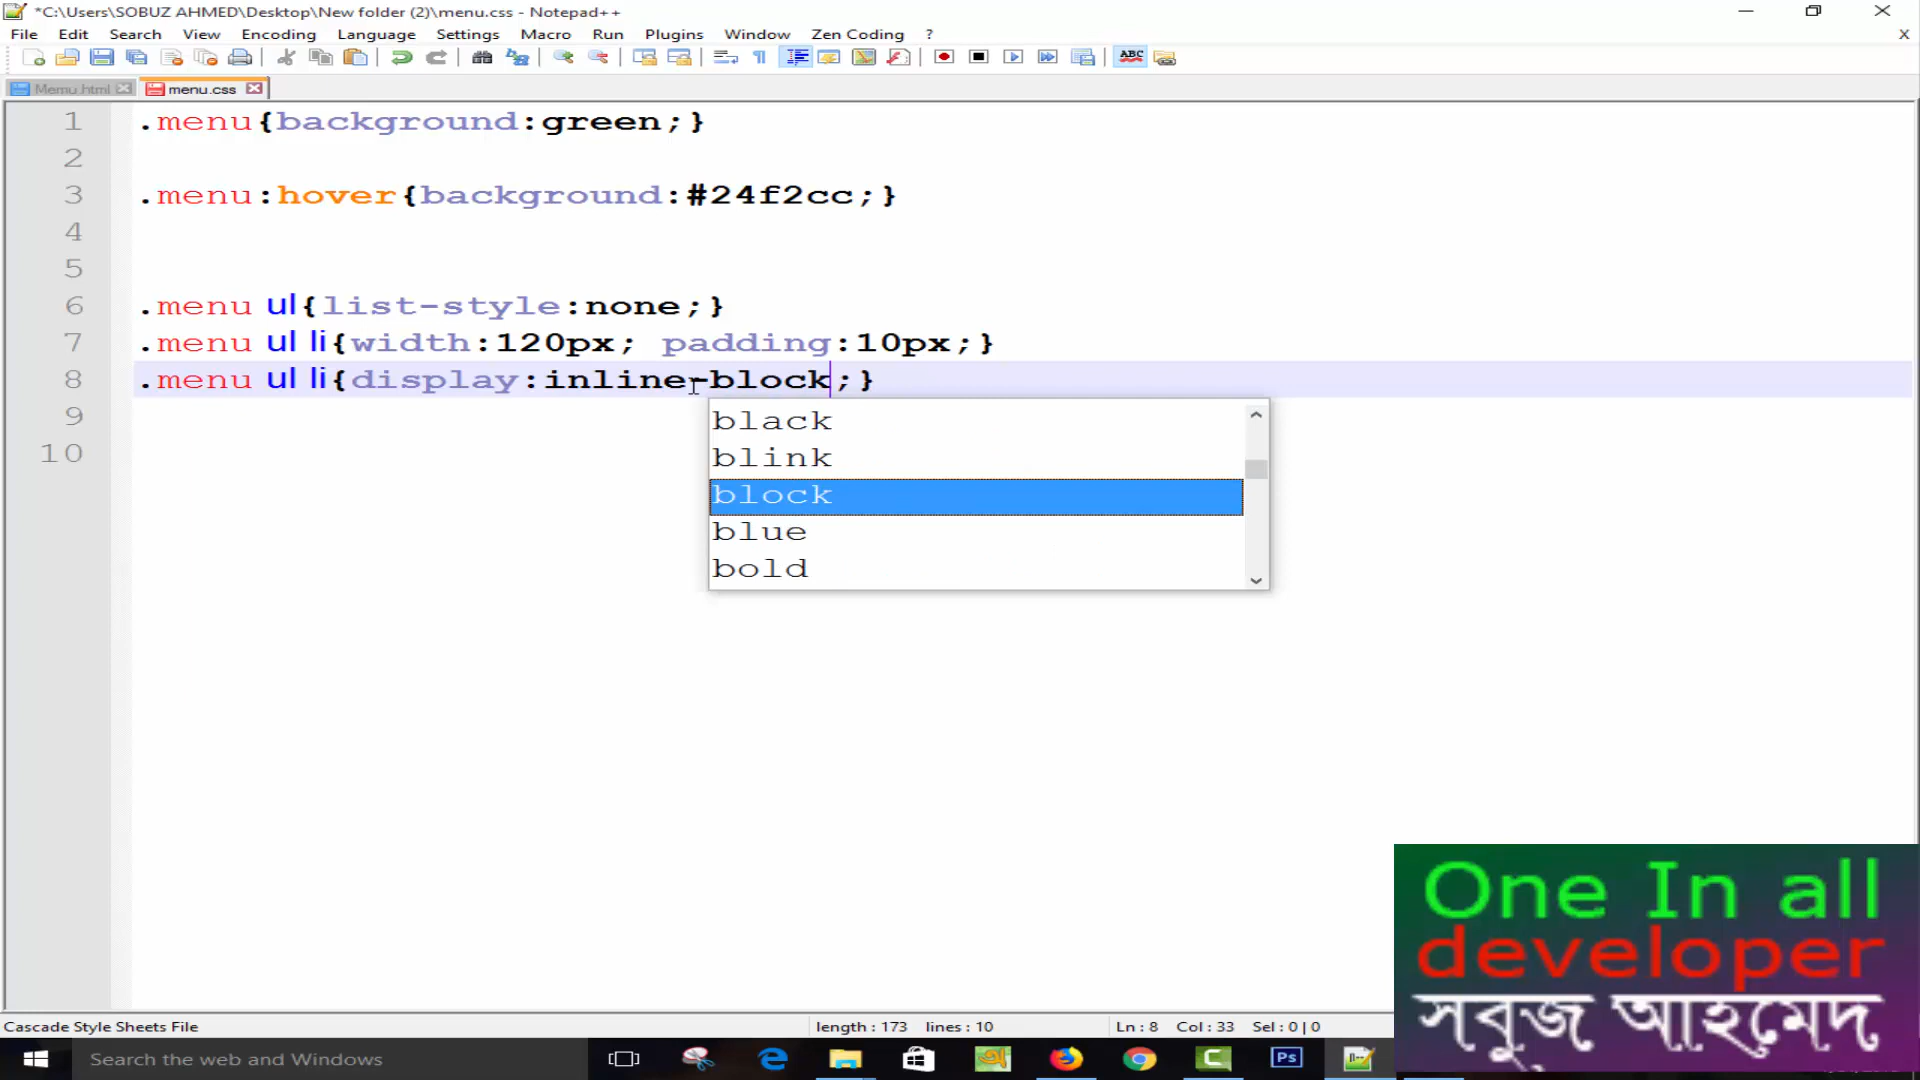 *C:\Users\SOBUZ AHMED\Desktop\New folder (2)\menu.css - Notepad++
File Edit Search View Encoding Language Settings Macro Run Plugins Window Zen Coding ? X
ABC
Memu.html menu.css
1 .menu{background:green;}
2
3 .menu:hover{background:#24f2cc;}
4
5
6 .menu ul{list-style:none;}
7 .menu ul li{width:120px; padding:10px;}
8 .menu ul li{display:inline-block;}
9
10
black
blink
block
blue
bold
One In all
developer
সবুজ আহমেদ
Cascade Style Sheets File length : 173 lines : 10 Ln : 8 Col : 33 Sel : 0 | 0
Search the web and Windows
Ps